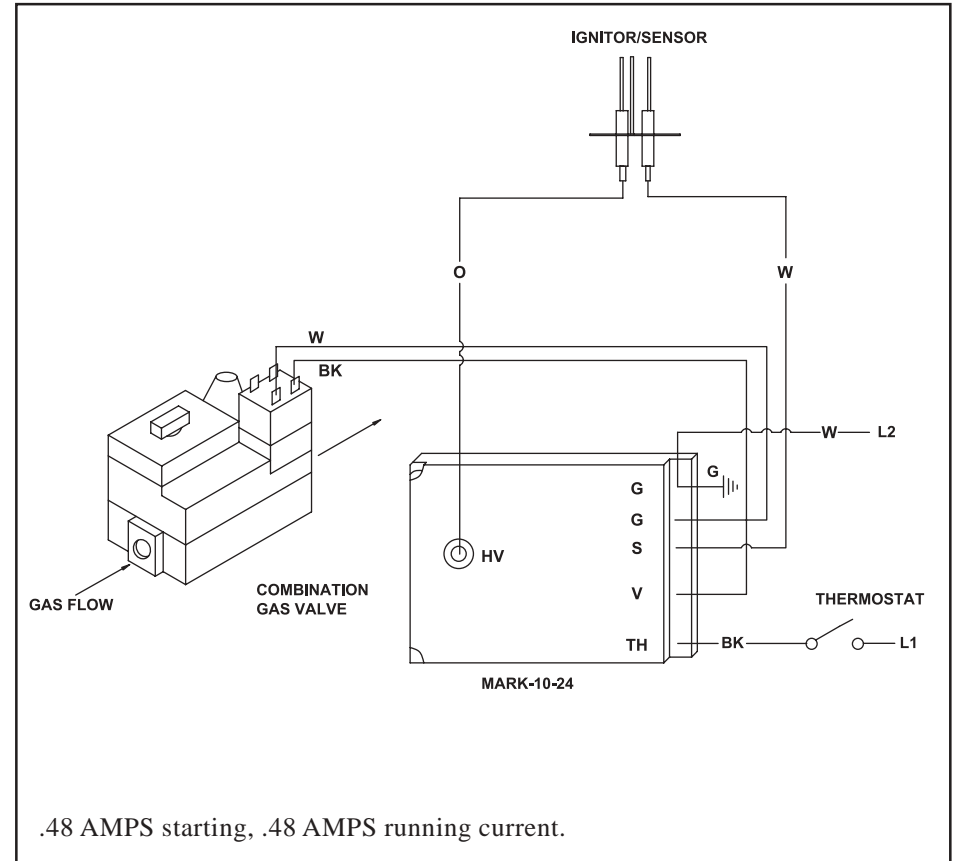 IGNITOR/SENSOR
O
W
W
BK
W
L2
G
G
G
S
HV
V
GAS FLOW
COMBINATION
GAS VALVE
THERMOSTAT
TH
BK
L1
MARK-10-24
.48 AMPS starting, .48 AMPS running current.